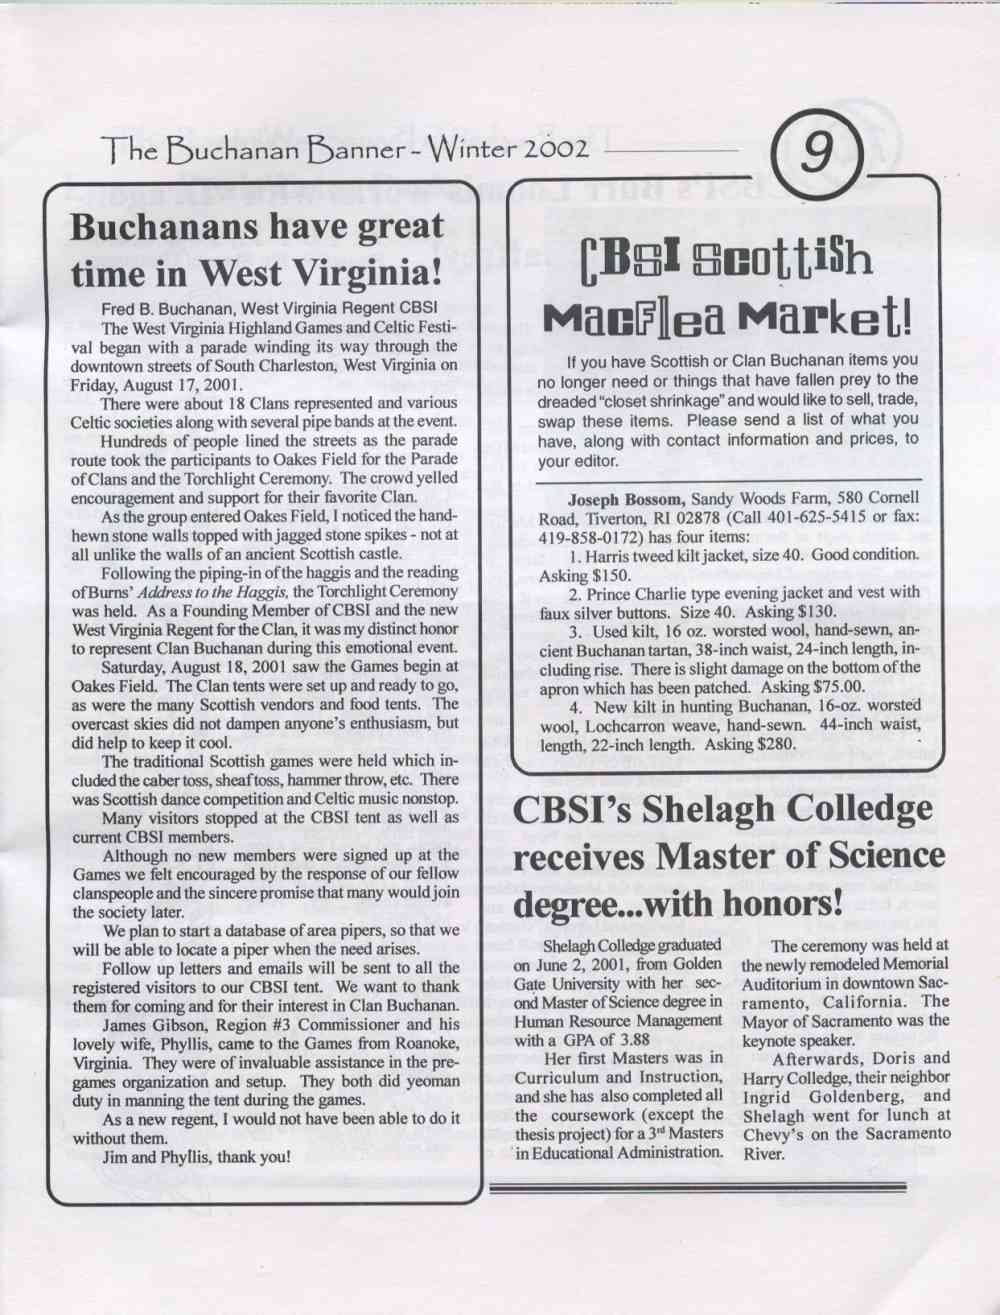 The Buchanan Banner - Winter 2002
9
Buchanans have great
time in West Virginia!
Fred B. Buchanan, West Virginia Regent CBSI
The West Virginia Highland Games and Celtic Festi-
val began with a parade winding its way through the
downtown streets of South Charleston, West Virginia on
Friday, August 17, 2001.
There were about 18 Clans represented and various
Celtic societies along with several pipe bands at the event.
Hundreds of people lined the streets as the parade
route took the participants to Oakes Field for the Parade
of Clans and the Torchlight Ceremony. The crowd yelled
encouragement and support for their favorite Clan.
As the group entered Oakes Field, I noticed the hand-
hewn stone walls topped with jagged stone spikes - not at
all unlike the walls of an ancient Scottish castle.
Following the piping-in of the haggis and the reading
of Burns' Address to the Haggis, the Torchlight Ceremony
was held. As a Founding Member of CBSI and the new
West Virginia Regent for the Clan, it was my distinct honor
to represent Clan Buchanan during this emotional event.
Saturday, August 18, 2001 saw the Games begin at
Oakes Field. The Clan tents were set up and ready to go,
as were the many Scottish vendors and food tents. The
overcast skies did not dampen anyone's enthusiasm, but
did help to keep it cool.
The traditional Scottish games were held which in-
cluded the caber toss, sheaf toss, hammer throw, etc. There
was Scottish dance competition and Celtic music nonstop.
Many visitors stopped at the CBSI tent as well as
current CBSI members.
Although no new members were signed up at the
Games we felt encouraged by the response of our fellow
clanspeople and the sincere promise that many would join
the society later.
We plan to start a database of area pipers, so that we
will be able to locate a piper when the need arises.
Follow up letters and emails will be sent to all the
registered visitors to our CBSI tent. We want to thank
them for coming and for their interest in Clan Buchanan.
James Gibson, Region #3 Commissioner and his
lovely wife, Phyllis, came to the Games from Roanoke,
Virginia. They were of invaluable assistance in the pre-
games organization and setup. They both did yeoman
duty in manning the tent during the games.
As a new regent, I would not have been able to do it
without them.
Jim and Phyllis, thank you!
CBSI Scottish
MacFlea Market!
If you have Scottish or Clan Buchanan items you
no longer need or things that have fallen prey to the
dreaded "closet shrinkage" and would like to sell, trade,
swap these items. Please send a list of what you
have, along with contact information and prices, to
your editor.
Joseph Bossom, Sandy Woods Farm, 580 Cornell
Road, Tiverton, RI 02878 (Call 401-625-5415 or fax:
419-858-0172) has four items:
1. Harris tweed kilt jacket, size 40. Good condition.
Asking $150.
2. Prince Charlie type evening jacket and vest with
faux silver buttons. Size 40. Asking $130.
3. Used kilt, 16 oz. worsted wool, hand-sewn, an-
cient Buchanan tartan, 38-inch waist, 24-inch length, in-
cluding rise. There is slight damage on the bottom of the
apron which has been patched. Asking $75.00.
4. New kilt in hunting Buchanan, 16-oz. worsted
wool, Lochcarron weave, hand-sewn. 44-inch waist,
length, 22-inch length. Asking $280.
CBSI's Shelagh Colledge
receives Master of Science
degree...with honors!
Shelagh Colledge graduated
on June 2, 2001, from Golden
Gate University with her sec-
ond Master of Science degree in
Human Resource Management
with a GPA of 3.88
Her first Masters was in
Curriculum and Instruction,
and she has also completed all
the coursework (except the
thesis project) for a 3rd Masters
in Educational Administration.
The ceremony was held at
the newly remodeled Memorial
Auditorium in downtown Sac-
ramento, California. The
Mayor of Sacramento was the
keynote speaker.
Afterwards, Doris and
Harry Colledge, their neighbor
Ingrid Goldenberg, and
Shelagh went for lunch at
Chevy's on the Sacramento
River.